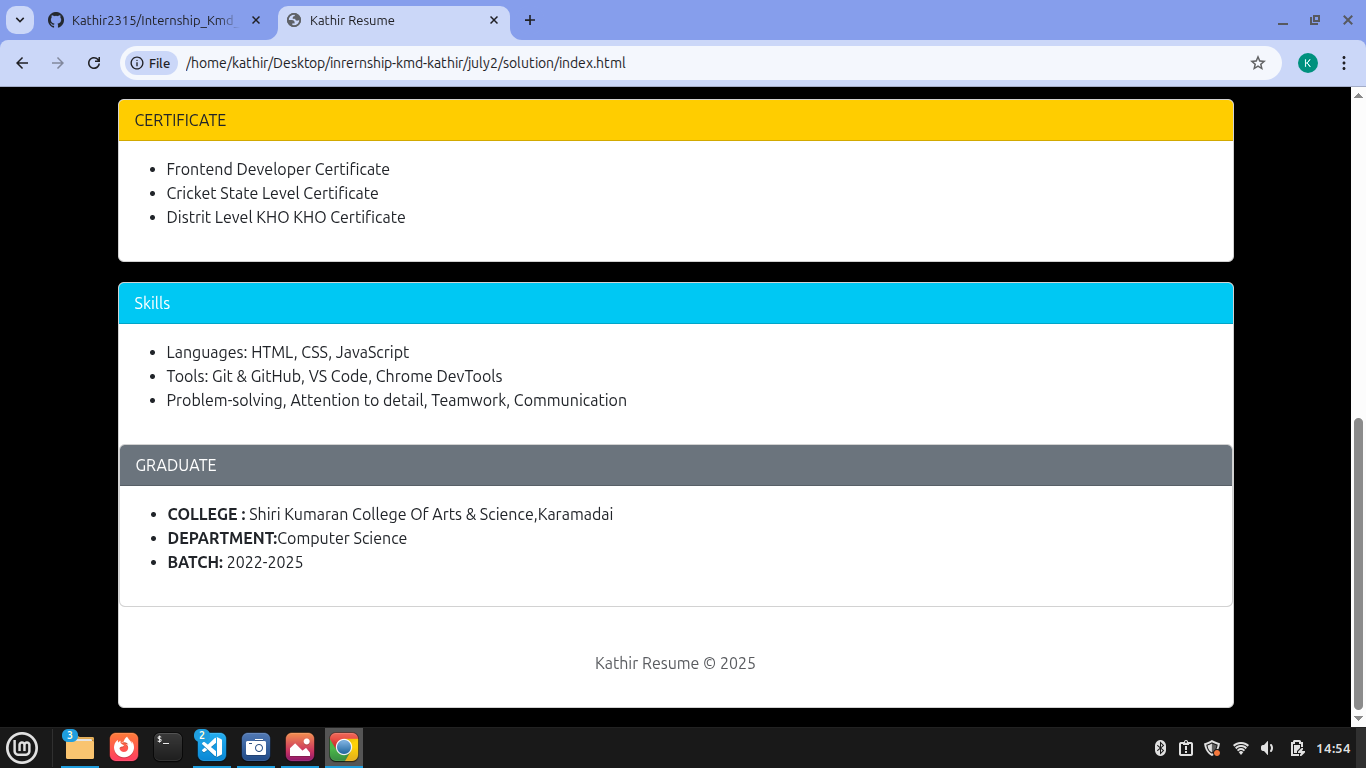 Kathir2315/Internship_Kmd_
Kathir Resume
File
/home/kathir/Desktop/inrernship-kmd-kathir/july2/solution/index.html
K
CERTIFICATE
Frontend Developer Certificate
Cricket State Level Certificate
Distrit Level KHO KHO Certificate
Skills
Languages: HTML, CSS, JavaScript
Tools: Git & GitHub, VS Code, Chrome DevTools
Problem-solving, Attention to detail, Teamwork, Communication
GRADUATE
COLLEGE : Shiri Kumaran College Of Arts & Science,Karamadai
DEPARTMENT:Computer Science
BATCH: 2022-2025
Kathir Resume © 2025
3
$_
2
14:54